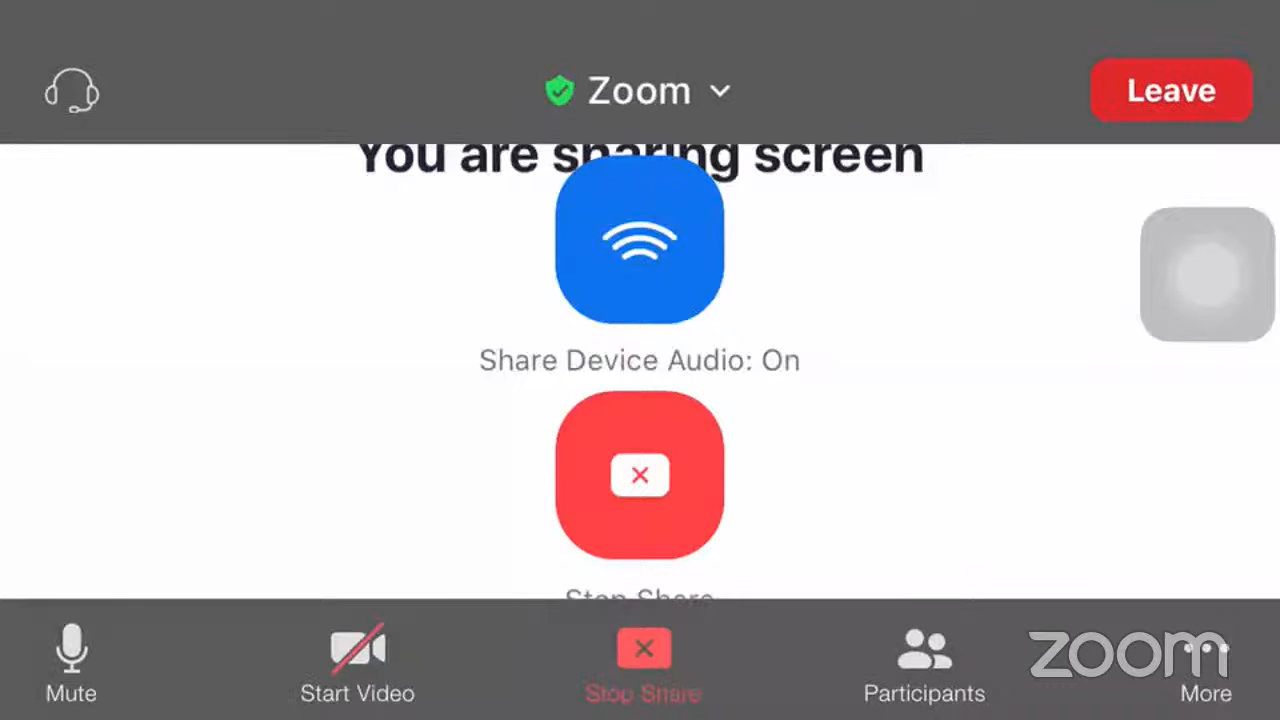 Zoom
Leave
You are sharing screen
Share Device Audio: On
Stop Share
Mute
Start Video
Stop Share
Participants
More
zoom